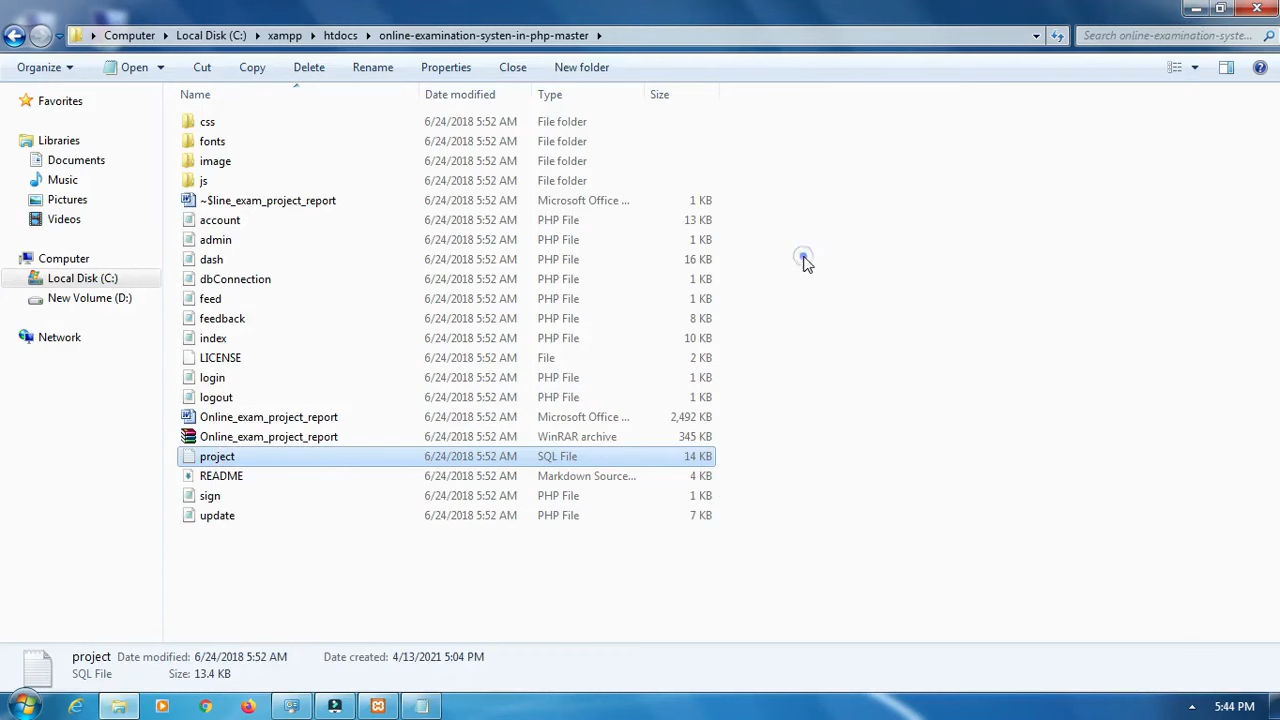 Computer Local Disk (C:) xampp htdocs online-examination-systen-in-php-master
Search online-examination-syste...
Organize Open Cut Copy Delete Rename Properties Close New folder
Name Date modified Type Size
Favorites
Libraries
Documents
Music
Pictures
Videos
Computer
Local Disk (C:)
New Volume (D:)
Network
css 6/24/2018 5:52 AM File folder
fonts 6/24/2018 5:52 AM File folder
image 6/24/2018 5:52 AM File folder
js 6/24/2018 5:52 AM File folder
~$line_exam_project_report 6/24/2018 5:52 AM Microsoft Office ... 1 KB
account 6/24/2018 5:52 AM PHP File 13 KB
admin 6/24/2018 5:52 AM PHP File 1 KB
dash 6/24/2018 5:52 AM PHP File 16 KB
dbConnection 6/24/2018 5:52 AM PHP File 1 KB
feed 6/24/2018 5:52 AM PHP File 1 KB
feedback 6/24/2018 5:52 AM PHP File 8 KB
index 6/24/2018 5:52 AM PHP File 10 KB
LICENSE 6/24/2018 5:52 AM File 2 KB
login 6/24/2018 5:52 AM PHP File 1 KB
logout 6/24/2018 5:52 AM PHP File 1 KB
Online_exam_project_report 6/24/2018 5:52 AM Microsoft Office ... 2,492 KB
Online_exam_project_report 6/24/2018 5:52 AM WinRAR archive 345 KB
project 6/24/2018 5:52 AM SQL File 14 KB
README 6/24/2018 5:52 AM Markdown Source... 4 KB
sign 6/24/2018 5:52 AM PHP File 1 KB
update 6/24/2018 5:52 AM PHP File 7 KB
project Date modified: 6/24/2018 5:52 AM Date created: 4/13/2021 5:04 PM
SQL File Size: 13.4 KB
5:44 PM